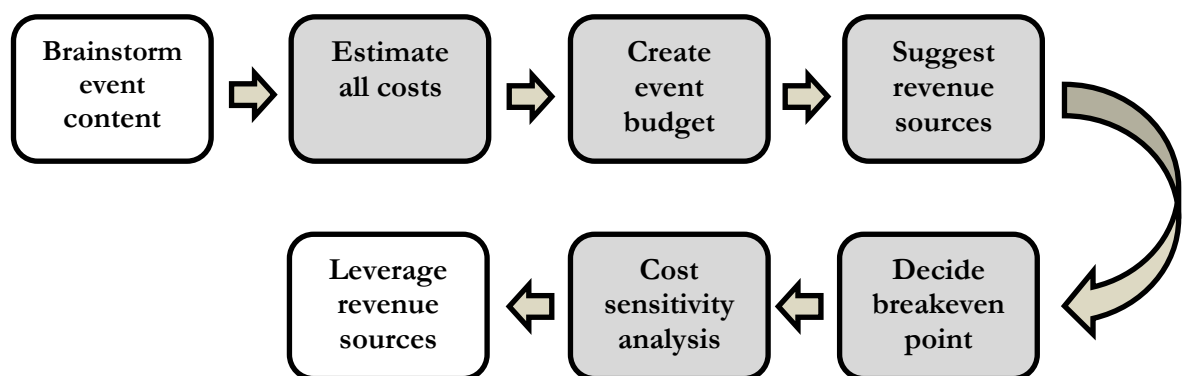 Brainstorm
event
content
Estimate
all costs
Create
event
budget
Suggest
revenue
sources
Decide
breakeven
point
Cost
sensitivity
analysis
Leverage
revenue
sources